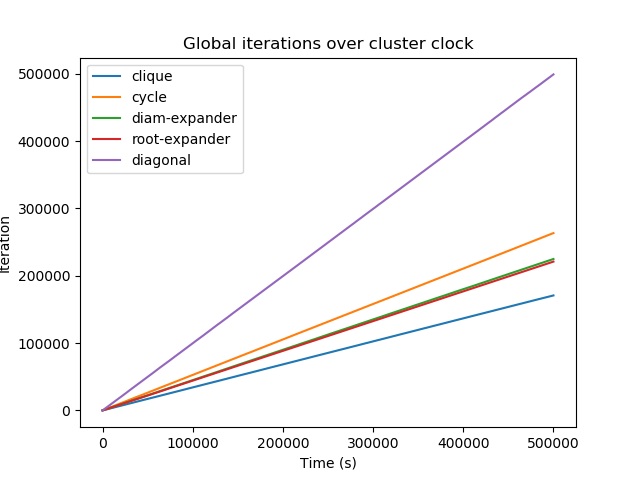 Global iterations over cluster clock
clique
cycle
diam-expander
root-expander
diagonal
500000
400000
300000
200000
100000
0
Iteration
0 100000 200000 300000 400000 500000
Time (s)